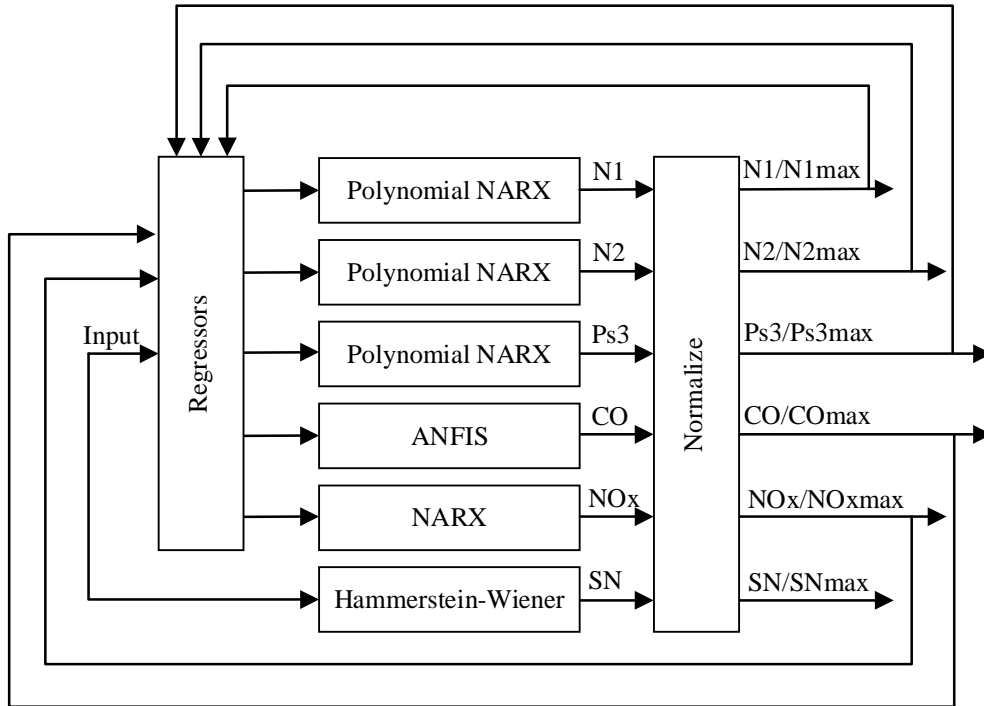 Polynomial NARX
N1
N1/N1max
Polynomial NARX
N2
N2/N2max
Input
Regressors
Polynomial NARX
Ps3
Normalize
Ps3/Ps3max
ANFIS
CO
CO/COmax
NARX
NOx
NOx/NOxmax
Hammerstein-Wiener
SN
SN/SNmax